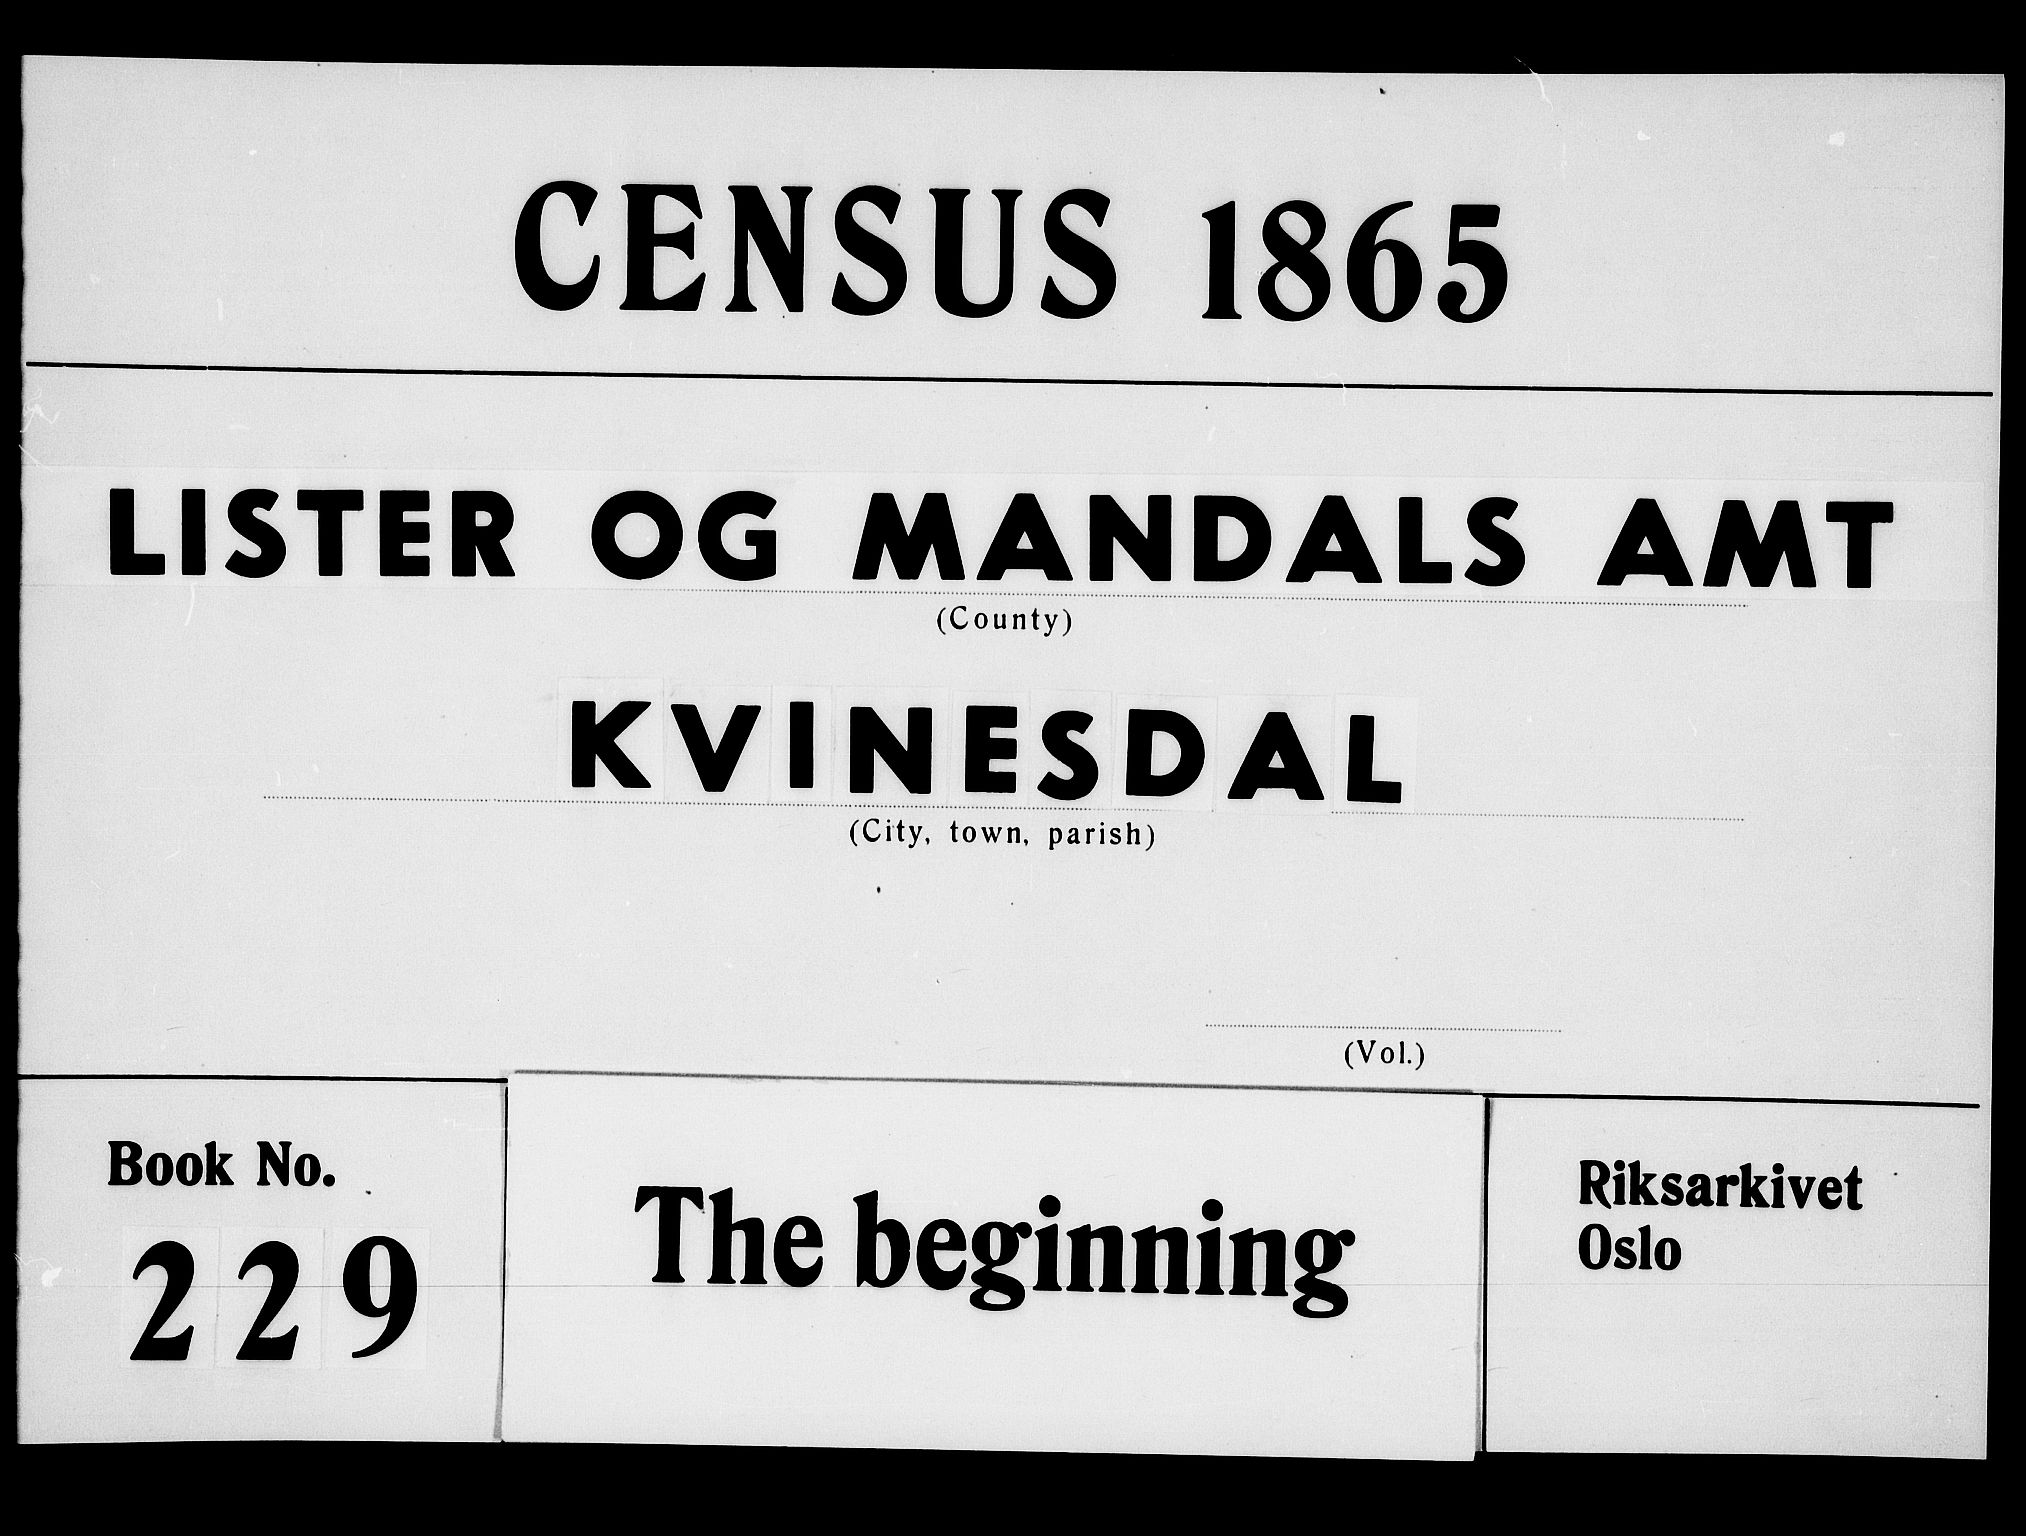 CENSUS 1865
LISTER OG MANDALS AMT
(County)
KVINESDAL
(City, town, parish)
(Vol.)
Book No.
229
The beginning
Riksarkivet
Oslo